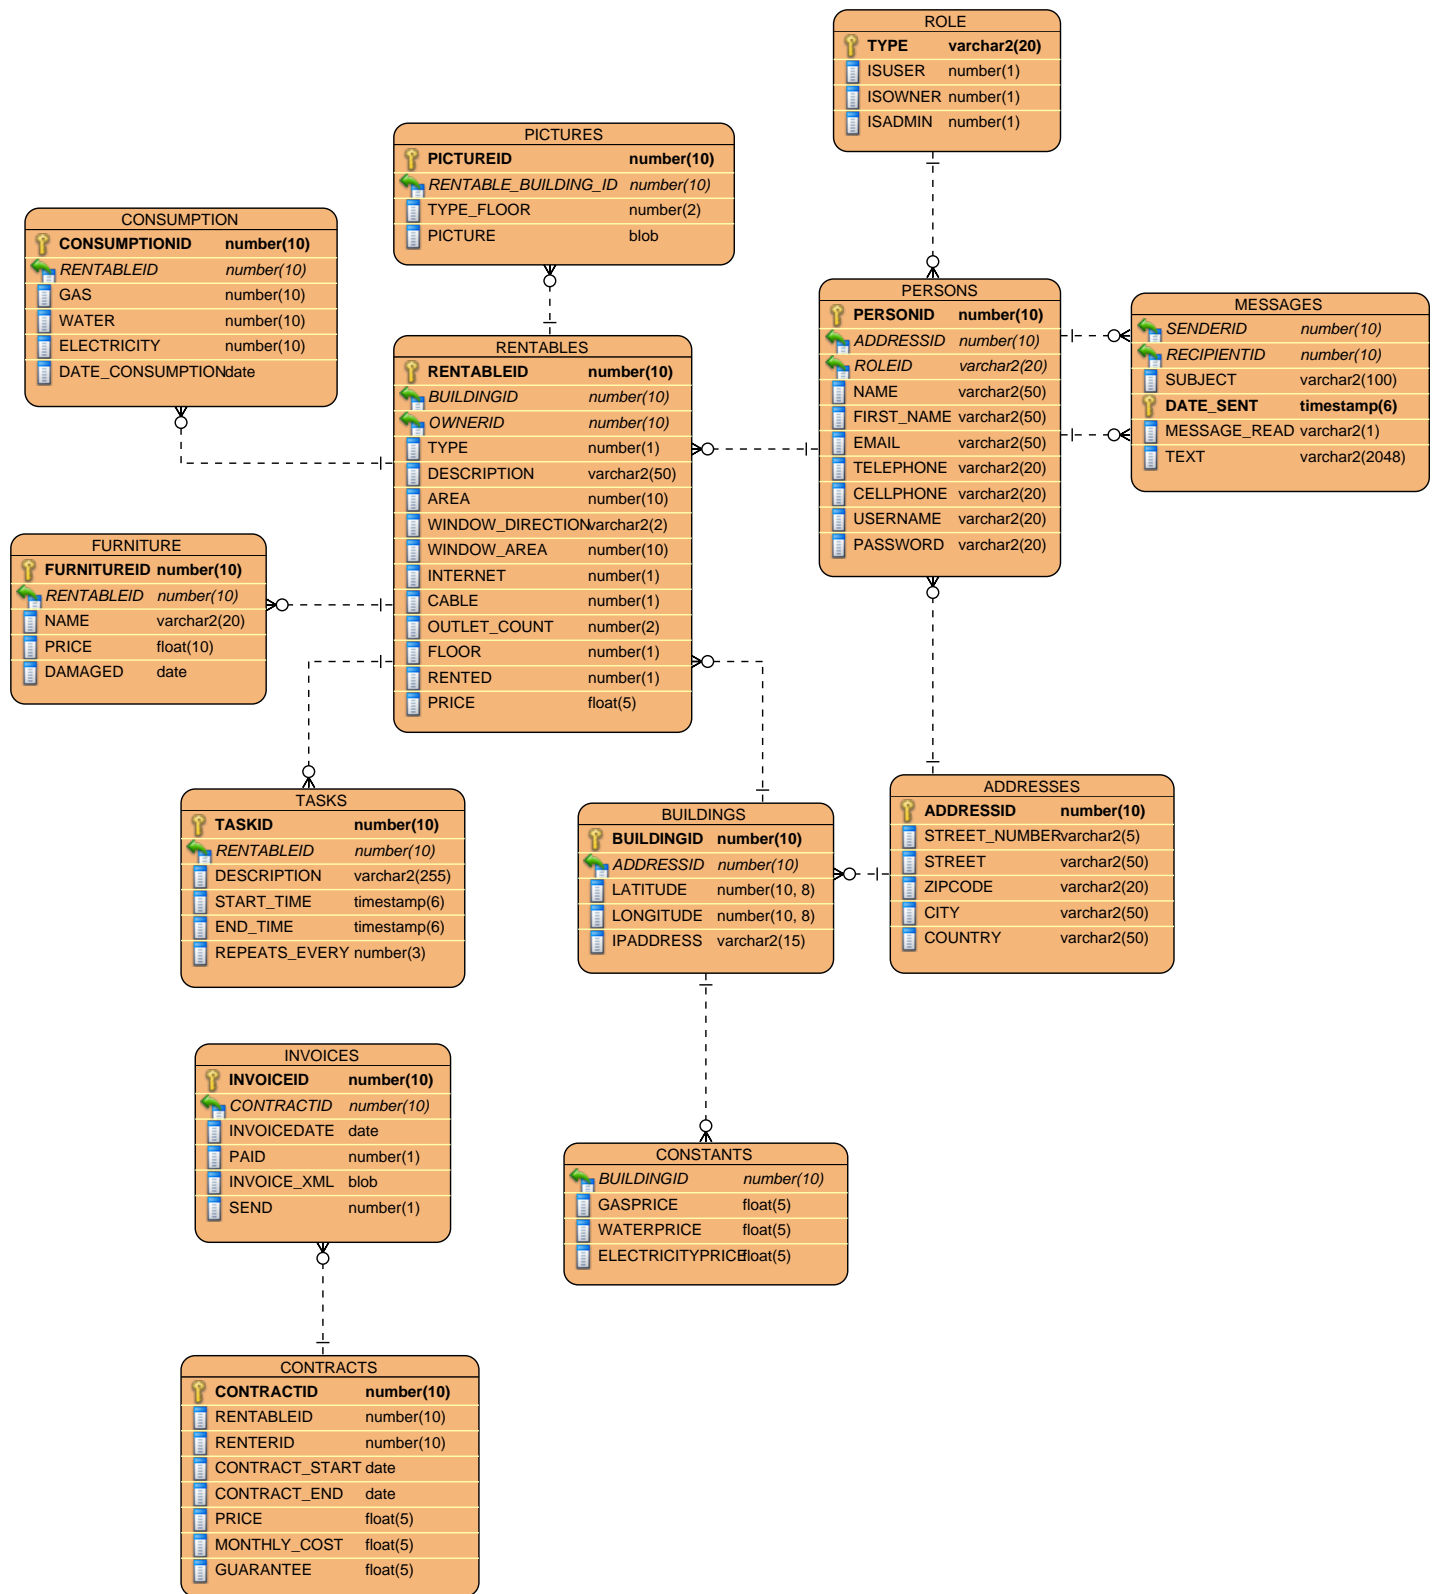 ROLE
TYPE varchar2(20)
ISUSER number(1)
ISOWNER number(1)
ISADMIN number(1)
PICTURES
PICTUREID number(10)
RENTABLE_BUILDING_ID number(10)
TYPE_FLOOR number(2)
PICTURE blob
CONSUMPTION
CONSUMPTIONID number(10)
RENTABLEID number(10)
GAS number(10)
WATER number(10)
ELECTRICITY number(10)
DATE_CONSUMPTION date
PERSONS
PERSONID number(10)
ADDRESSID number(10)
ROLEID varchar2(20)
NAME varchar2(50)
FIRST_NAME varchar2(50)
EMAIL varchar2(50)
TELEPHONE varchar2(20)
CELLPHONE varchar2(20)
USERNAME varchar2(20)
PASSWORD varchar2(20)
MESSAGES
SENDERID number(10)
RECIPIENTID number(10)
SUBJECT varchar2(100)
DATE_SENT timestamp(6)
MESSAGE_READ varchar2(1)
TEXT varchar2(2048)
RENTABLES
RENTABLEID number(10)
BUILDINGID number(10)
OWNERID number(10)
TYPE number(1)
DESCRIPTION varchar2(50)
AREA number(10)
WINDOW_DIRECTION varchar2(2)
WINDOW_AREA number(10)
INTERNET number(1)
CABLE number(1)
OUTLET_COUNT number(2)
FLOOR number(1)
RENTED number(1)
PRICE float(5)
FURNITURE
FURNITUREID number(10)
RENTABLEID number(10)
NAME varchar2(20)
PRICE float(10)
DAMAGED date
TASKS
TASKID number(10)
RENTABLEID number(10)
DESCRIPTION varchar2(255)
START_TIME timestamp(6)
END_TIME timestamp(6)
REPEATS_EVERY number(3)
BUILDINGS
BUILDINGID number(10)
ADDRESSID number(10)
LATITUDE number(10, 8)
LONGITUDE number(10, 8)
IPADDRESS varchar2(15)
ADDRESSES
ADDRESSID number(10)
STREET_NUMBER varchar2(5)
STREET varchar2(50)
ZIPCODE varchar2(20)
CITY varchar2(50)
COUNTRY varchar2(50)
INVOICES
INVOICEID number(10)
CONTRACTID number(10)
INVOICEDATE date
PAID number(1)
INVOICE_XML blob
SEND number(1)
CONSTANTS
BUILDINGID number(10)
GASPRICE float(5)
WATERPRICE float(5)
ELECTRICITYPRICE float(5)
CONTRACTS
CONTRACTID number(10)
RENTABLEID number(10)
RENTERID number(10)
CONTRACT_START date
CONTRACT_END date
PRICE float(5)
MONTHLY_COST float(5)
GUARANTEE float(5)